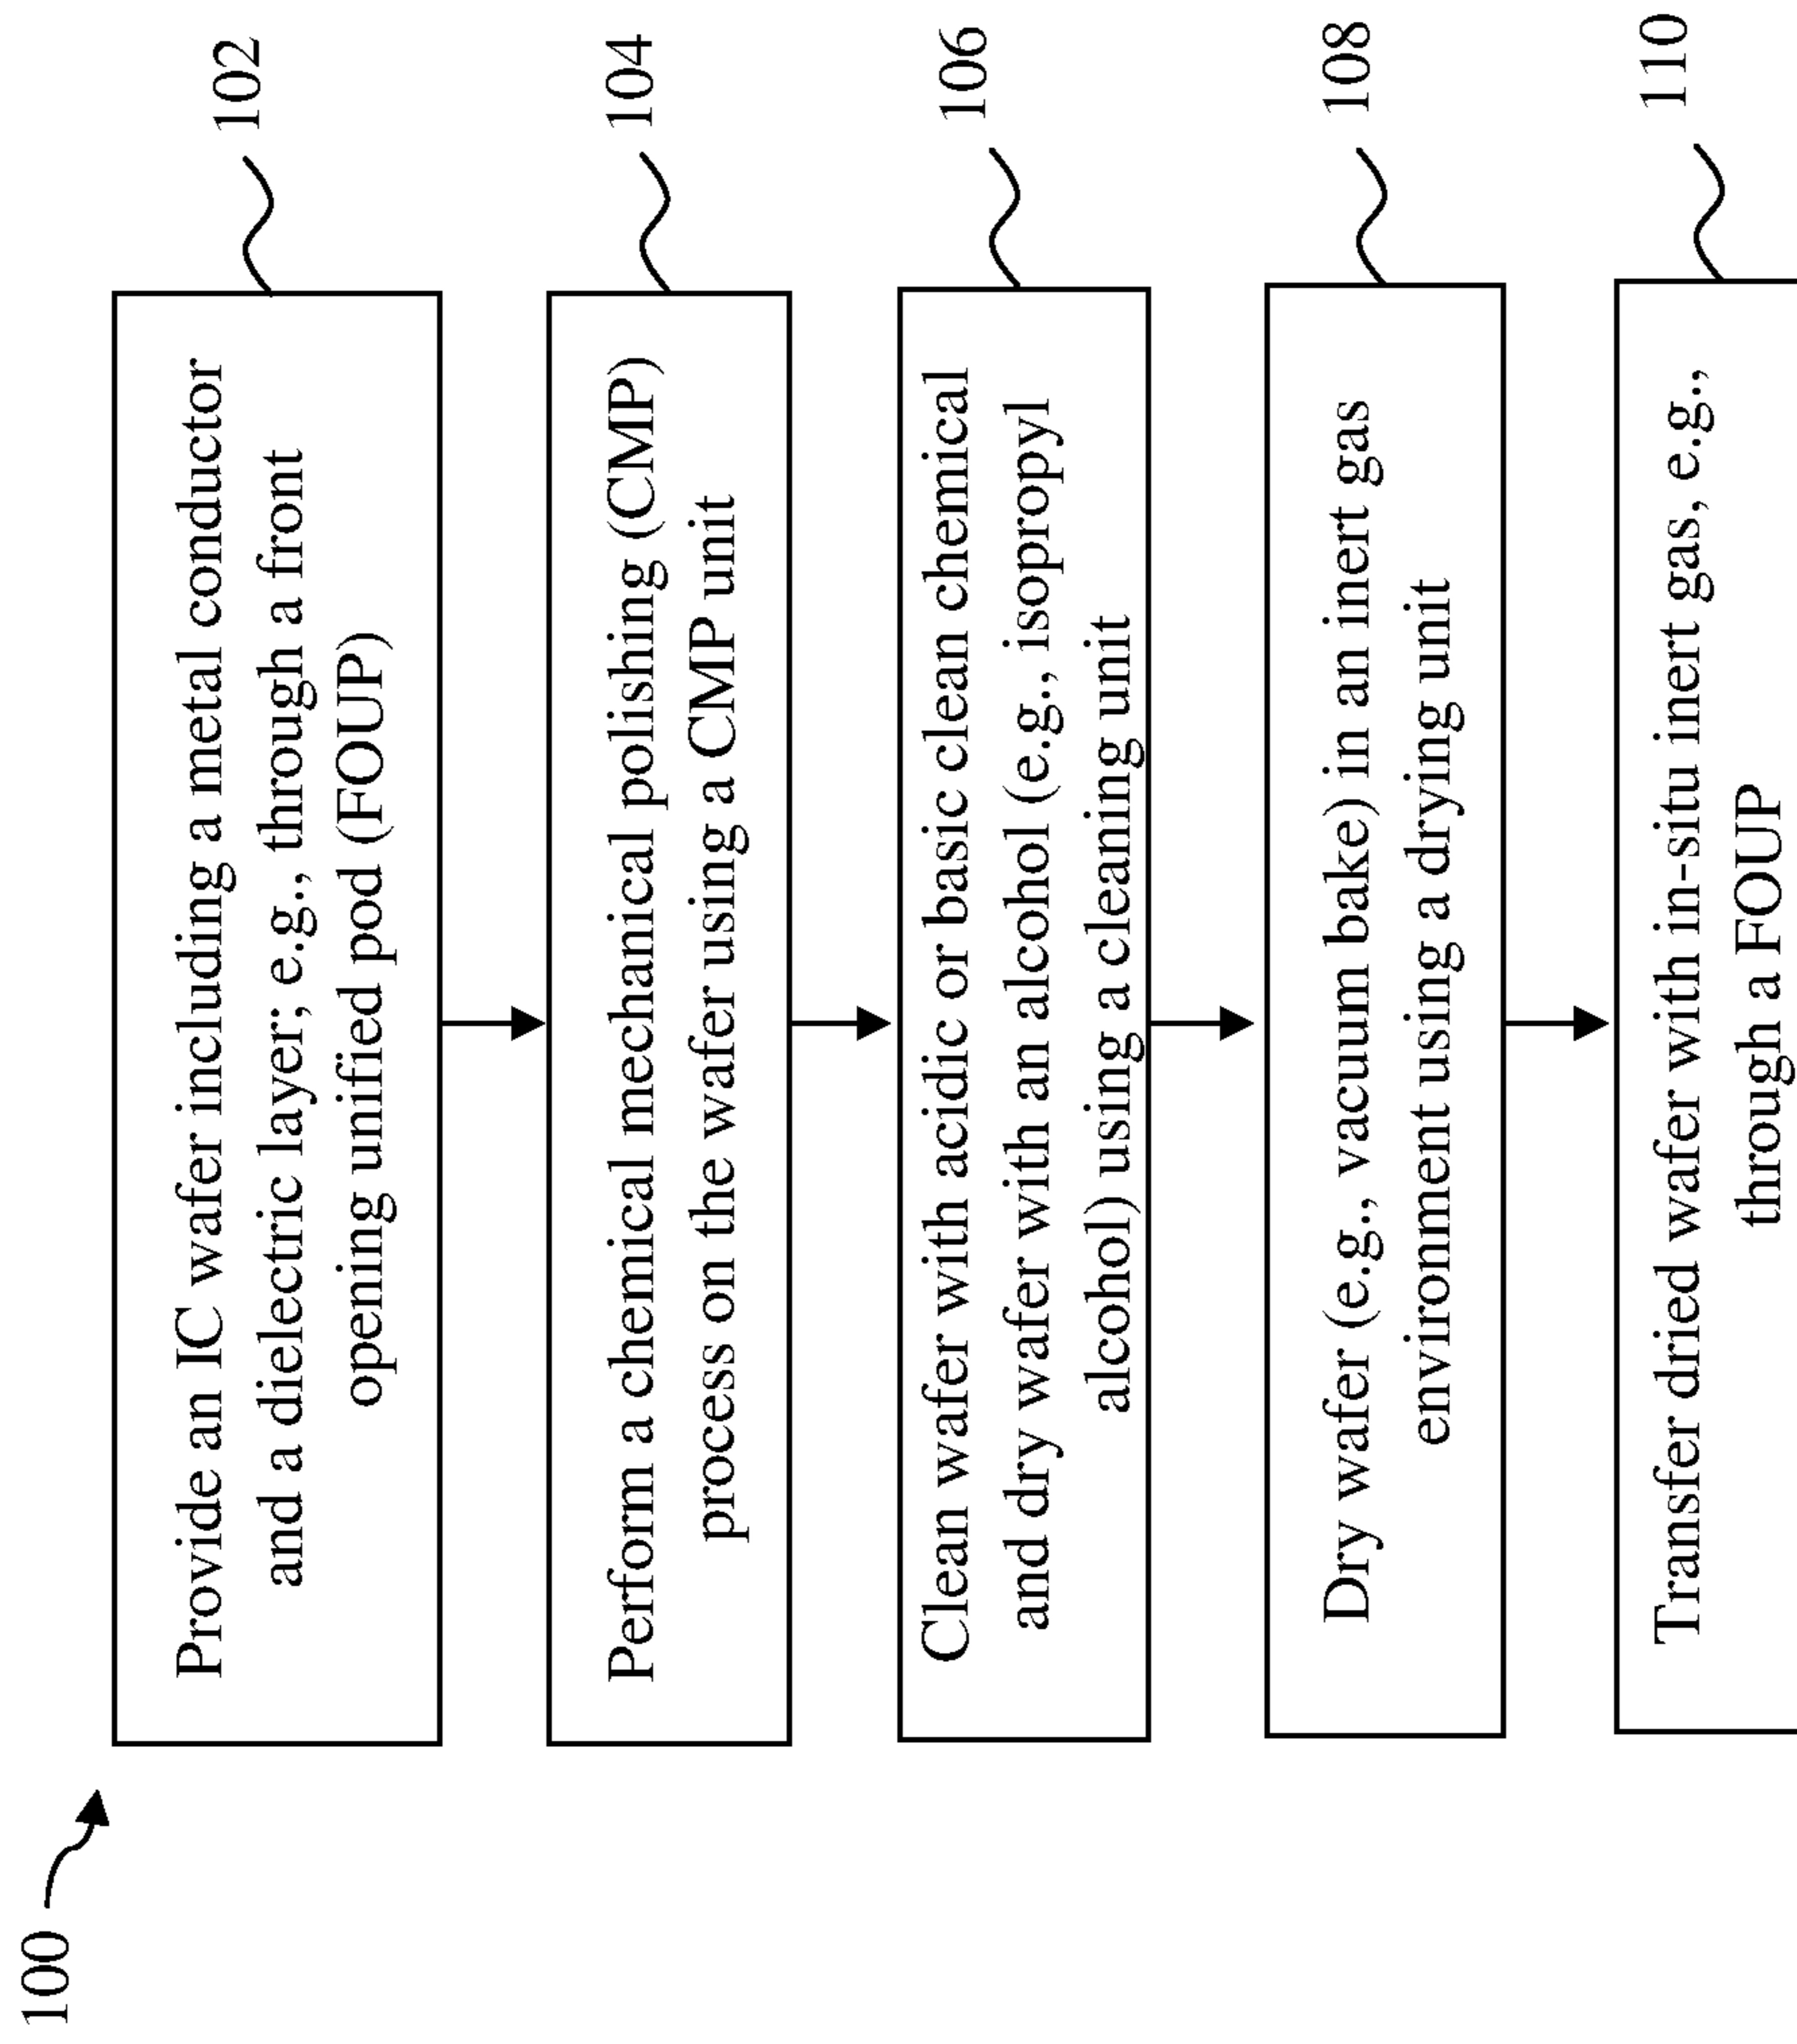 100
Provide an IC wafer including a metal conductor
and a dielectric layer; e.g., through a front
opening unified pod (FOUP)
102
Perform a chemical mechanical polishing (CMP)
process on the wafer using a CMP unit
104
Clean wafer with acidic or basic clean chemical
and dry wafer with an alcohol (e.g., isopropyl
alcohol) using a cleaning unit
106
Dry wafer (e.g., vacuum bake) in an inert gas
environment using a drying unit
108
Transfer dried wafer with in-situ inert gas, e.g.,
through a FOUP
110